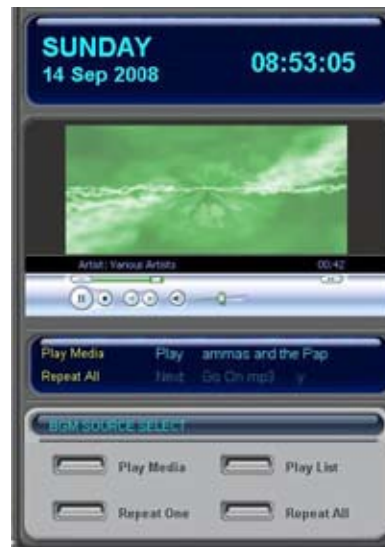 SUNDAY
14 Sep 2008 08:53:05
Artist: Various Artists 00:42
Play Media Play ammas and the Pap
Repeat All Next Go On mp3 y
BGM SOURCE SELECT
Play Media Play List
Repeat One Repeat All